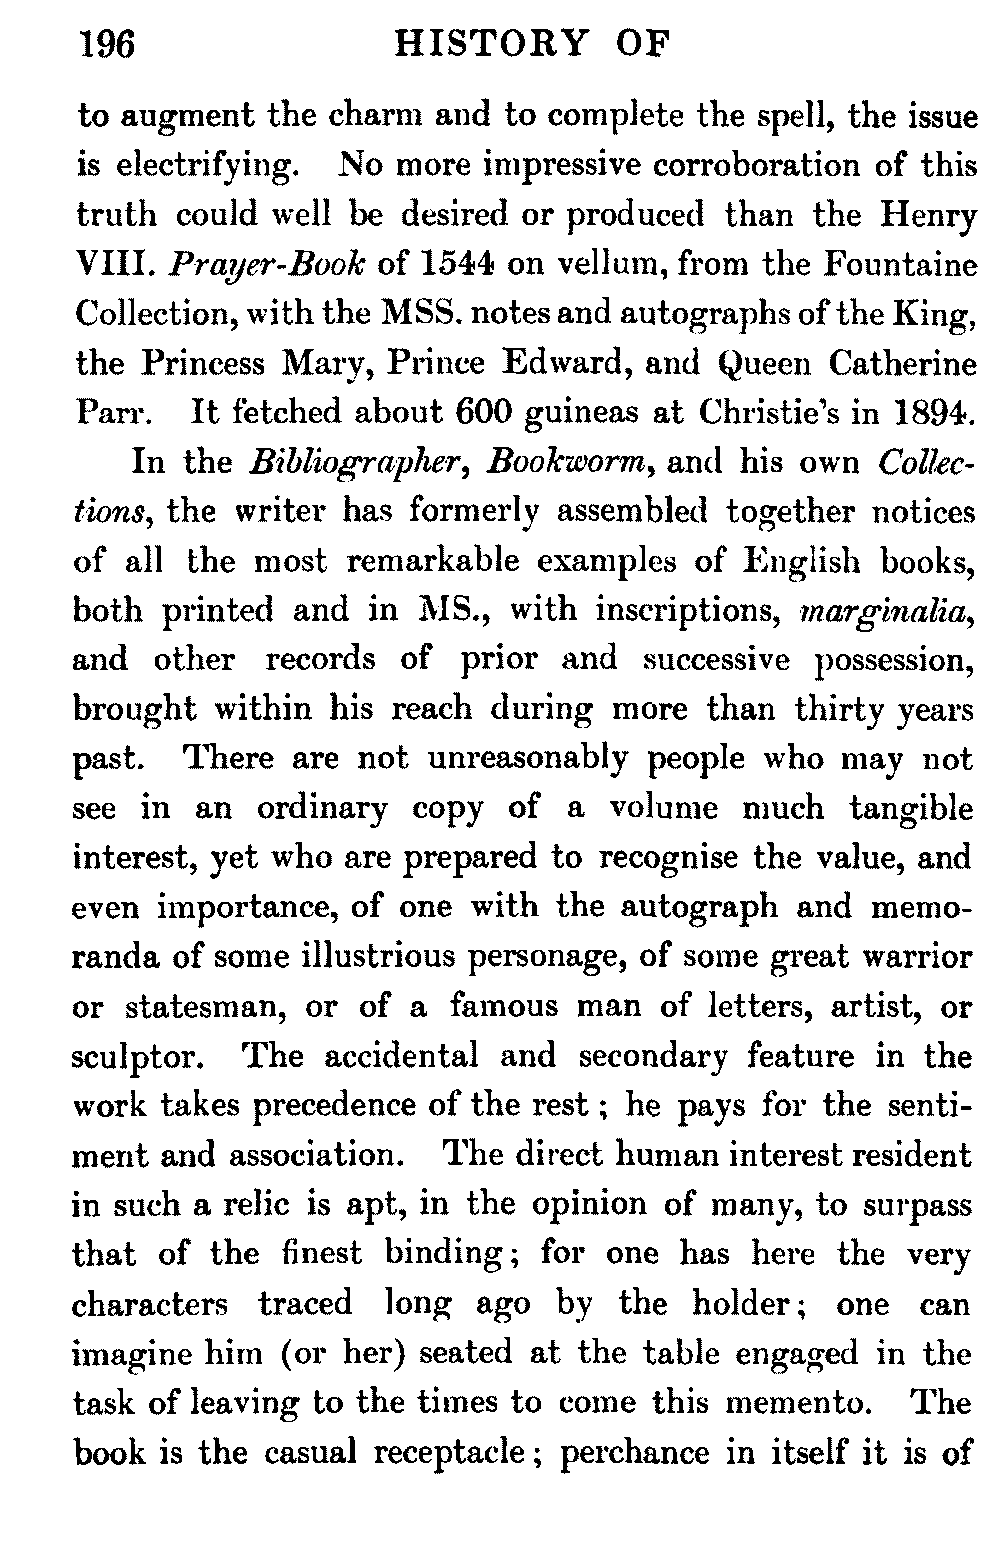 196 HISTORY OF
to augment the charm and to complete the spell, the issue
is electrifying. No more impressive corroboration of this
truth could well be desired or produced than the Henry
VIII. Prayer-Book of 1544 on vellum, from the Fountaine
Collection, with the MSS. notes and autographs of the King,
the Princess Mary, Prince Edward, and Queen Catherine
Parr. It fetched about 600 guineas at Christie's in 1894.
In the Bibliographer, Bookworm, and his own Collec-
tions, the writer has formerly assembled together notices
of all the most remarkable examples of English books,
both printed and in MS., with inscriptions, marginalia,
and other records of prior and successive possession,
brought within his reach during more than thirty years
past. There are not unreasonably people who may not
see in an ordinary copy of a volume much tangible
interest, yet who are prepared to recognise the value, and
even importance, of one with the autograph and memo-
randa of some illustrious personage, of some great warrior
or statesman, or of a famous man of letters, artist, or
sculptor. The accidental and secondary feature in the
work takes precedence of the rest; he pays for the senti-
ment and association. The direct human interest resident
in such a relic is apt, in the opinion of many, to surpass
that of the finest binding; for one has here the very
characters traced long ago by the holder; one can
imagine him (or her) seated at the table engaged in the
task of leaving to the times to come this memento. The
book is the casual receptacle; perchance in itself it is of